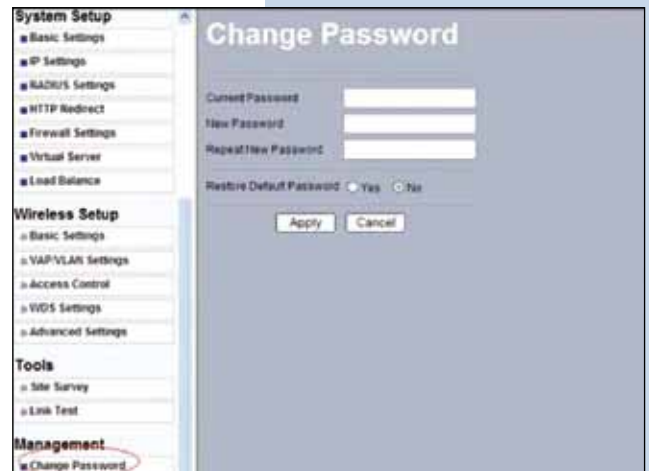 System Setup
Basic Settings
IP Settings
RADIUS Settings
HTTP Redirect
Firewall Settings
Virtual Server
Load Balance
Wireless Setup
Basic Settings
VAP/VLAN Settings
Access Control
WDS Settings
Advanced Settings
Tools
Site Survey
Link Test
Management
Change Password
Change Password
Current Password
New Password
Repeat New Password
Restore Default Password Yes No
Apply Cancel